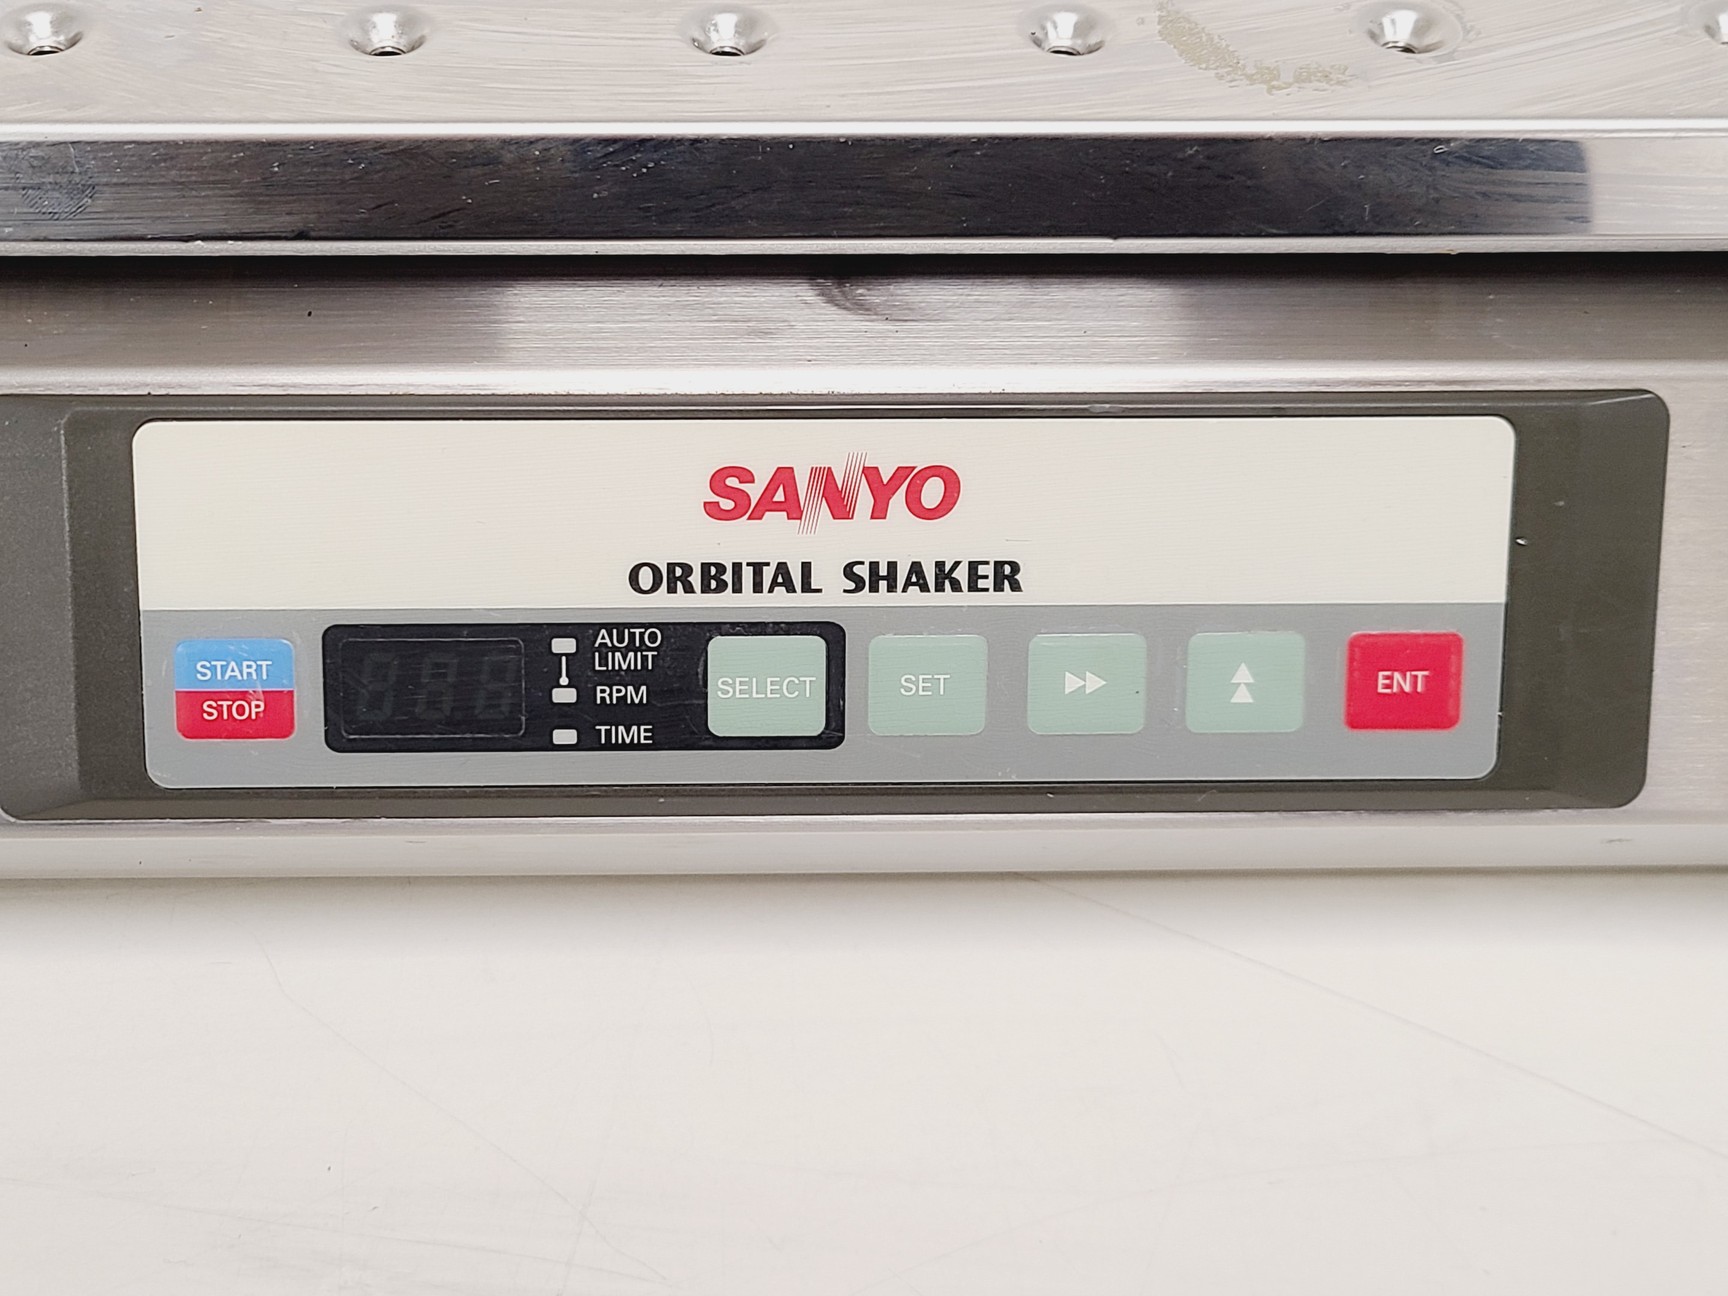 SANYO
ORBITAL SHAKER
START
STOP
AUTO
LIMIT
RPM
TIME
SELECT
SET
ENT